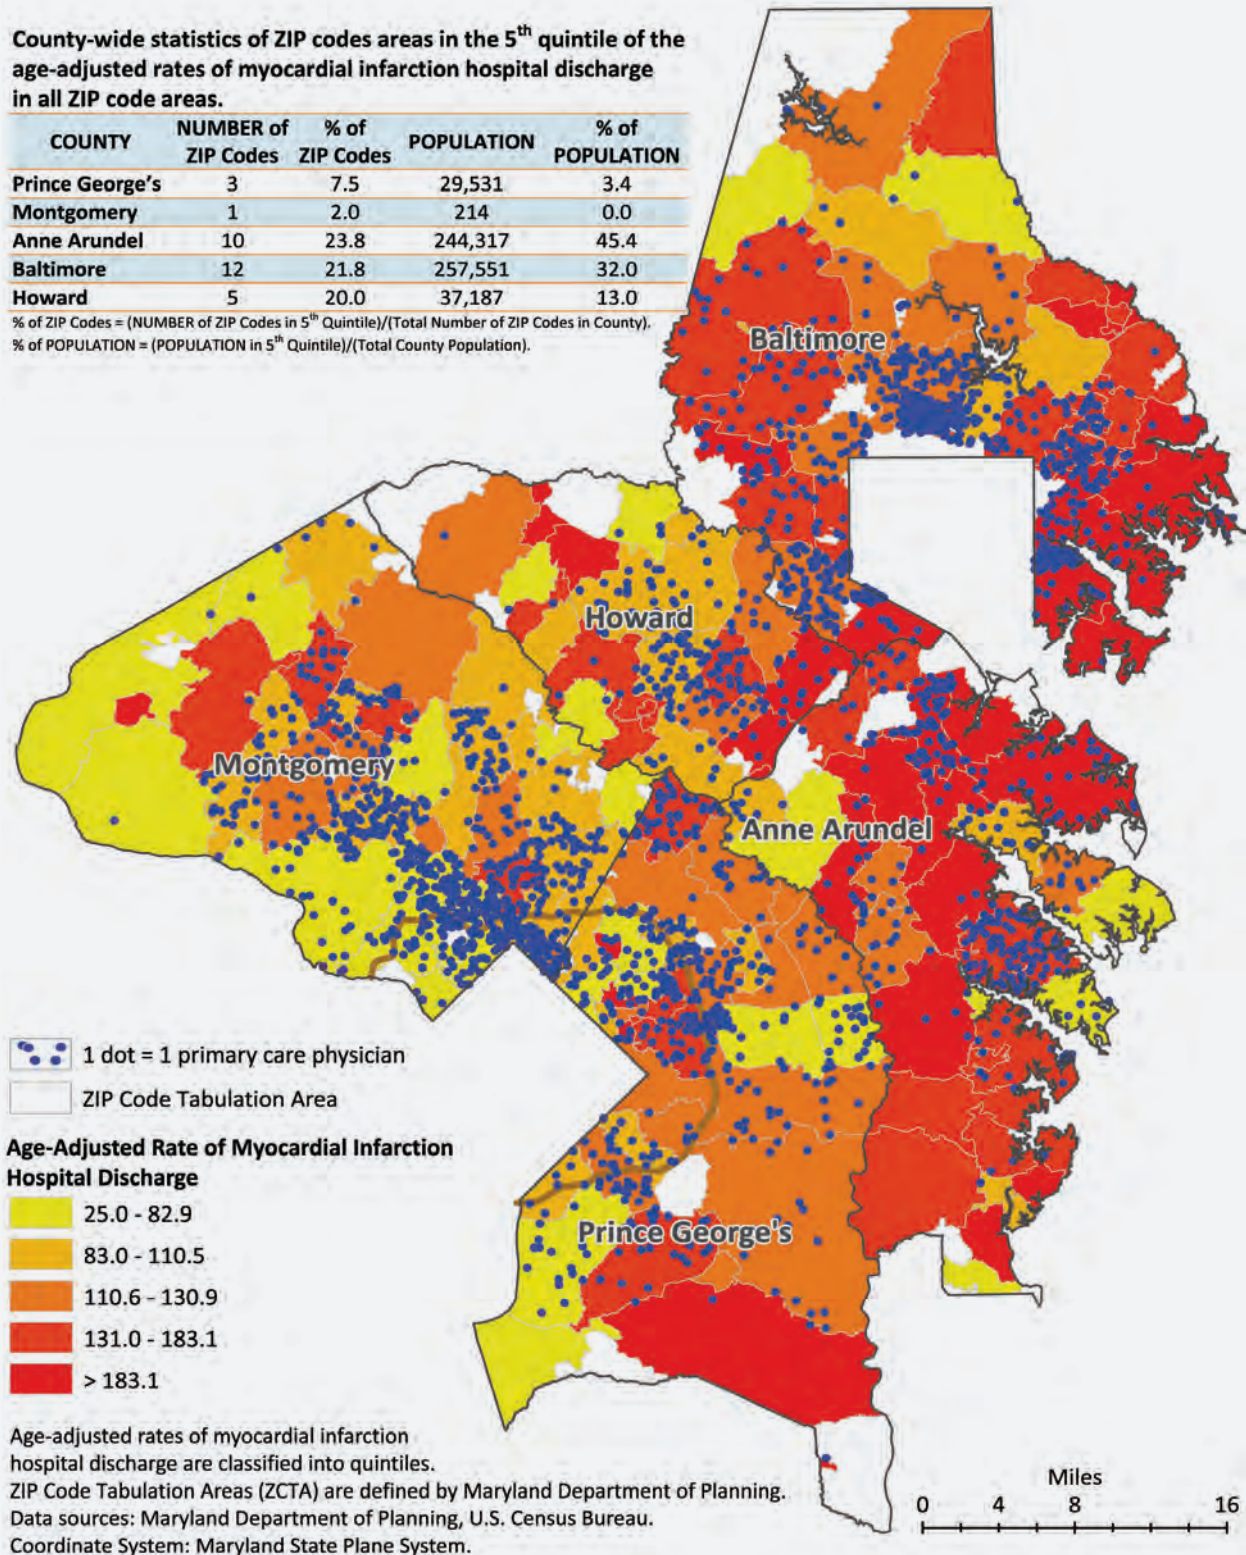 County-wide statistics of ZIP codes areas in the 5th quintile of the
age-adjusted rates of myocardial infarction hospital discharge
in all ZIP code areas.
COUNTY NUMBER of ZIP Codes % of ZIP Codes POPULATION % of POPULATION
Prince George's 3 7.5 29,531 3.4
Montgomery 1 2.0 214 0.0
Anne Arundel 10 23.8 244,317 45.4
Baltimore 12 21.8 257,551 32.0
Howard 5 20.0 37,187 13.0
% of ZIP Codes = (NUMBER of ZIP Codes in 5th Quintile)/(Total Number of ZIP Codes in County).
% of POPULATION = (POPULATION in 5th Quintile)/(Total County Population).
Baltimore
Howard
Montgomery
Anne Arundel
Prince George's
1 dot = 1 primary care physician
ZIP Code Tabulation Area
Age-Adjusted Rate of Myocardial Infarction
Hospital Discharge
25.0 - 82.9
83.0 - 110.5
110.6 - 130.9
131.0 - 183.1
> 183.1
Age-adjusted rates of myocardial infarction
hospital discharge are classified into quintiles.
ZIP Code Tabulation Areas (ZCTA) are defined by Maryland Department of Planning.
Data sources: Maryland Department of Planning, U.S. Census Bureau.
Coordinate System: Maryland State Plane System.
Miles
0 4 8 16